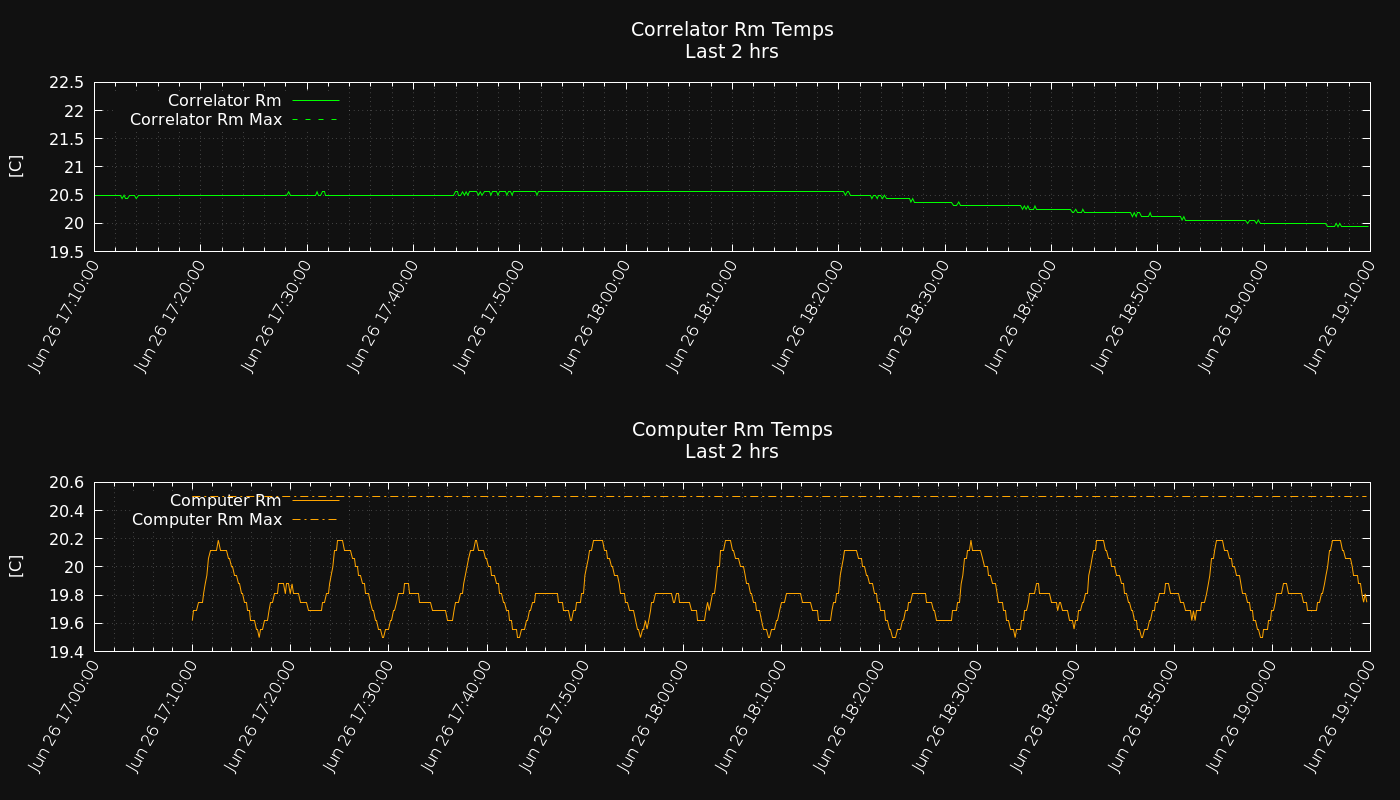 Correlator Rm Temps
Last 2 hrs
22.5
22
21.5
21
20.5
20
19.5
[C]
Correlator Rm
Correlator Rm Max
Jun 26 17:10:00
Jun 26 17:20:00
Jun 26 17:30:00
Jun 26 17:40:00
Jun 26 17:50:00
Jun 26 18:00:00
Jun 26 18:10:00
Jun 26 18:20:00
Jun 26 18:30:00
Jun 26 18:40:00
Jun 26 18:50:00
Jun 26 19:00:00
Jun 26 19:10:00
Computer Rm Temps
Last 2 hrs
20.6
20.4
20.2
20
19.8
19.6
19.4
[C]
Computer Rm
Computer Rm Max
Jun 26 17:00:00
Jun 26 17:10:00
Jun 26 17:20:00
Jun 26 17:30:00
Jun 26 17:40:00
Jun 26 17:50:00
Jun 26 18:00:00
Jun 26 18:10:00
Jun 26 18:20:00
Jun 26 18:30:00
Jun 26 18:40:00
Jun 26 18:50:00
Jun 26 19:00:00
Jun 26 19:10:00